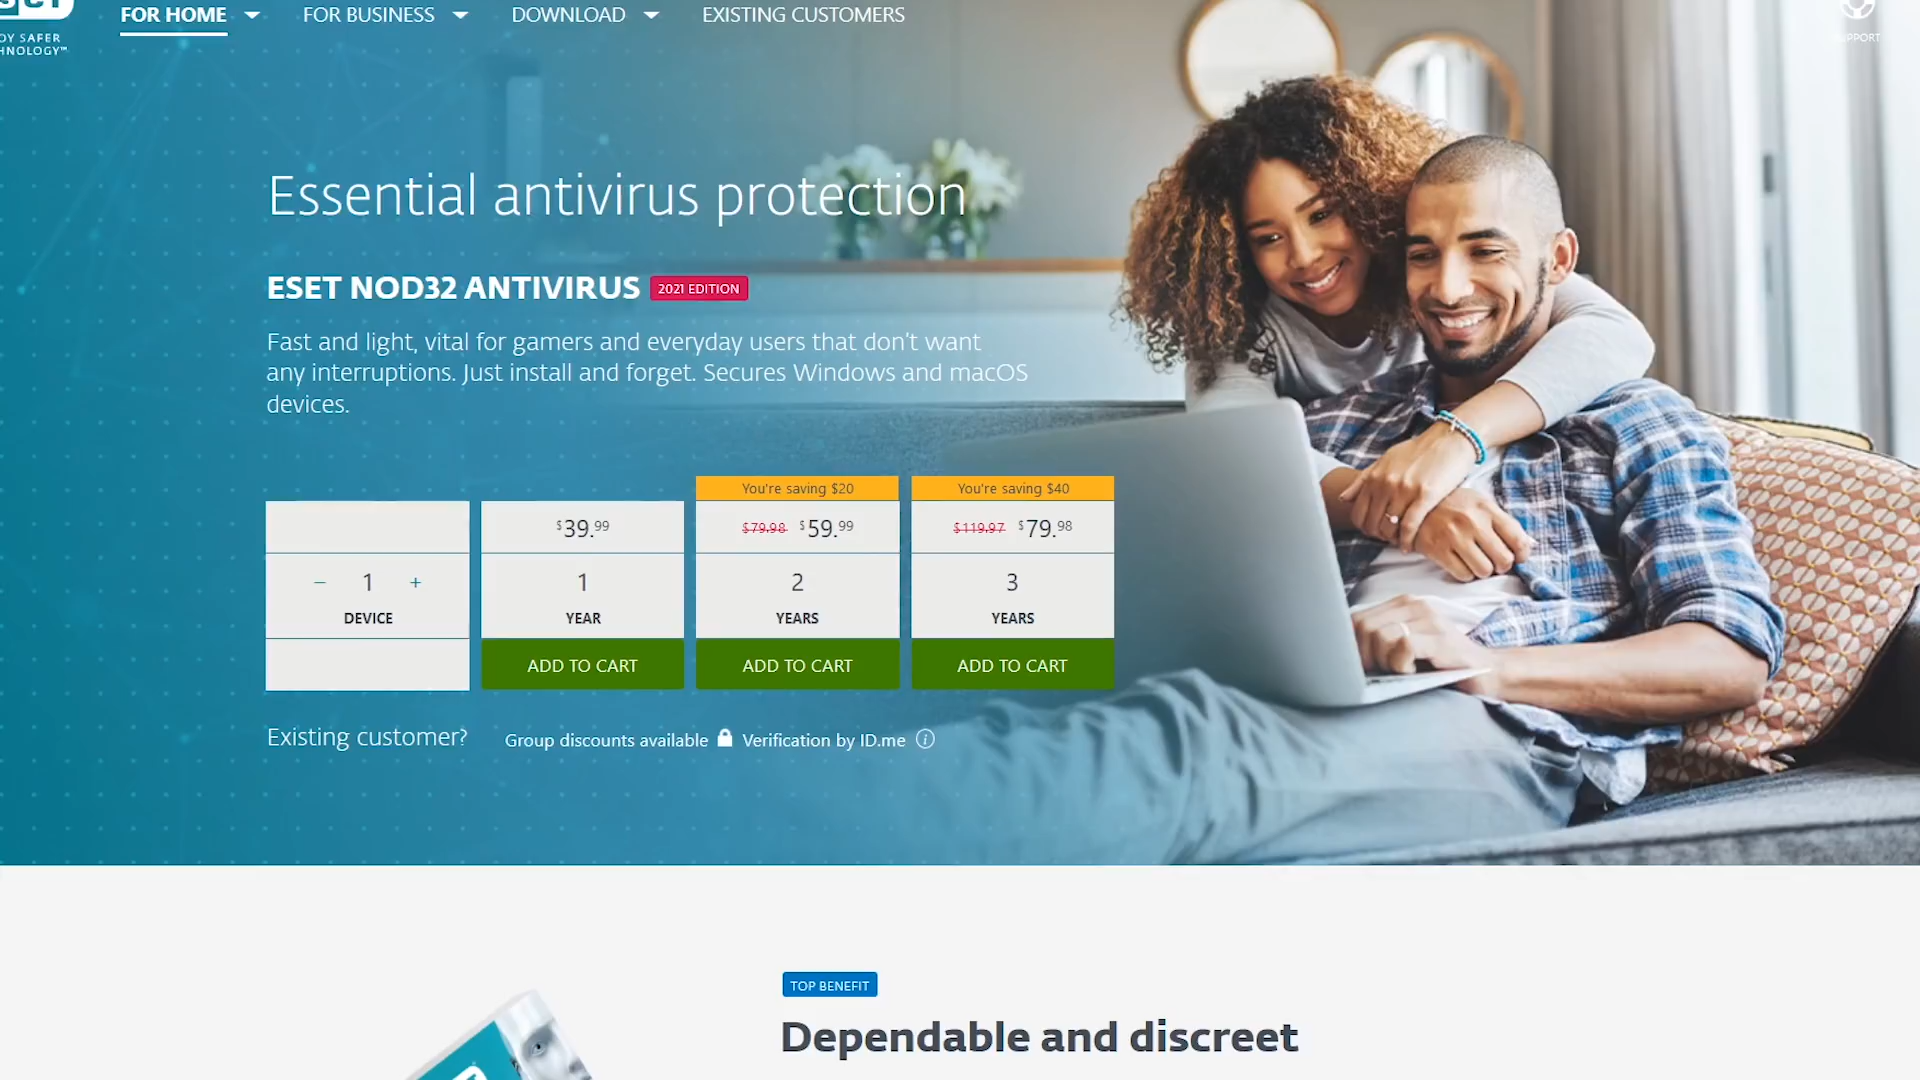 FOR HOME
FOR BUSINESS
DOWNLOAD
EXISTING CUSTOMERS
Essential antivirus protection
ESET NOD32 ANTIVIRUS 2021 EDITION
Fast and light, vital for gamers and everyday users that don't want
any interruptions. Just install and forget. Secures Windows and macOS
devices.
− 1 +
DEVICE
$39.99
1
YEAR
ADD TO CART
You're saving $20
$79.98 $59.99
2
YEARS
ADD TO CART
You're saving $40
$119.97 $79.98
3
YEARS
ADD TO CART
Existing customer?
Group discounts available Verification by ID.me
TOP BENEFIT
Dependable and discreet